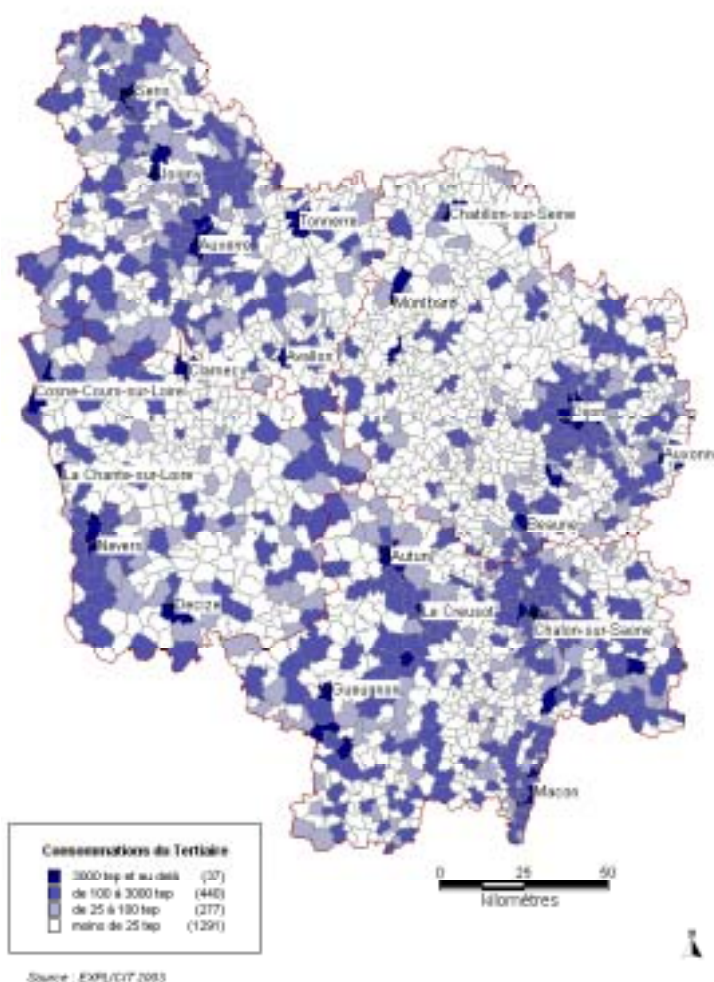 Sens
Joigny
Tonnerre
Chatillon-sur-Seine
Auxerre
Montbard
Avallon
Clamecy
Cosne-Cours-sur-Loire
Dijon
Auxonne
La Charite-sur-Loire
Beaune
Nevers
Autun
Decize
Le Creusot
Chalon-sur-Saone
Gueugnon
Macon
Consommations du Tertiaire
3000 tep et au delà (37)
de 100 à 3000 tep (440)
de 25 à 100 tep (277)
moins de 25 tep (1291)
0 25 50
kilomètres
N
Source : EXPLICIT 2003